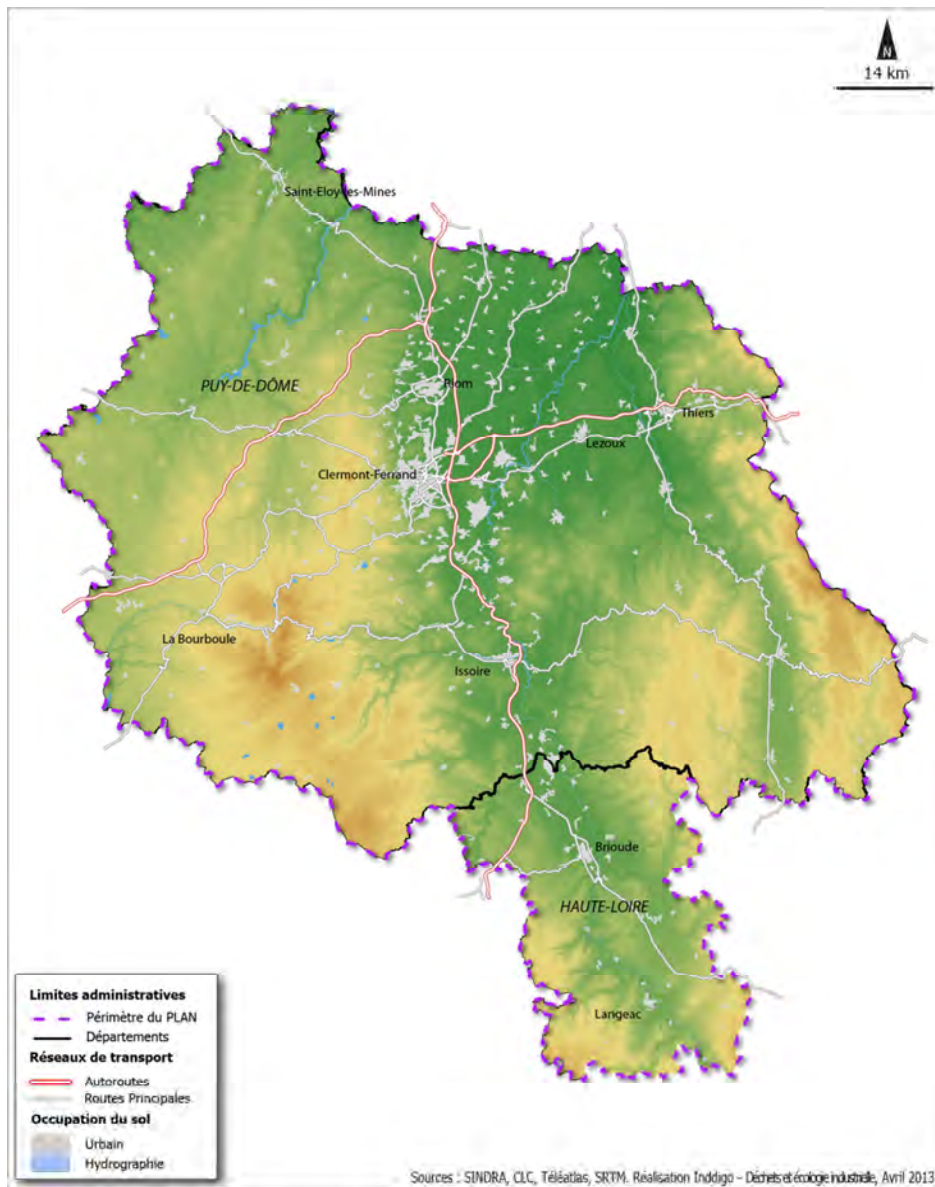 N
14 km
Saint-Eloy-les-Mines
PUY-DE-DÔME
Riom
Thiers
Lezoux
Clermont-Ferrand
La Bourboule
Issoire
Brioude
HAUTE-LOIRE
Langeac
Limites administratives
Périmètre du PLAN
Départements
Réseaux de transport
Autoroutes
Routes Principales
Occupation du sol
Urbain
Hydrographie
Sources : SINDRA, CLC, Téléatlas, SRTM. Réalisation Inddigo - Déchets et écologie industrielle, Avril 2013